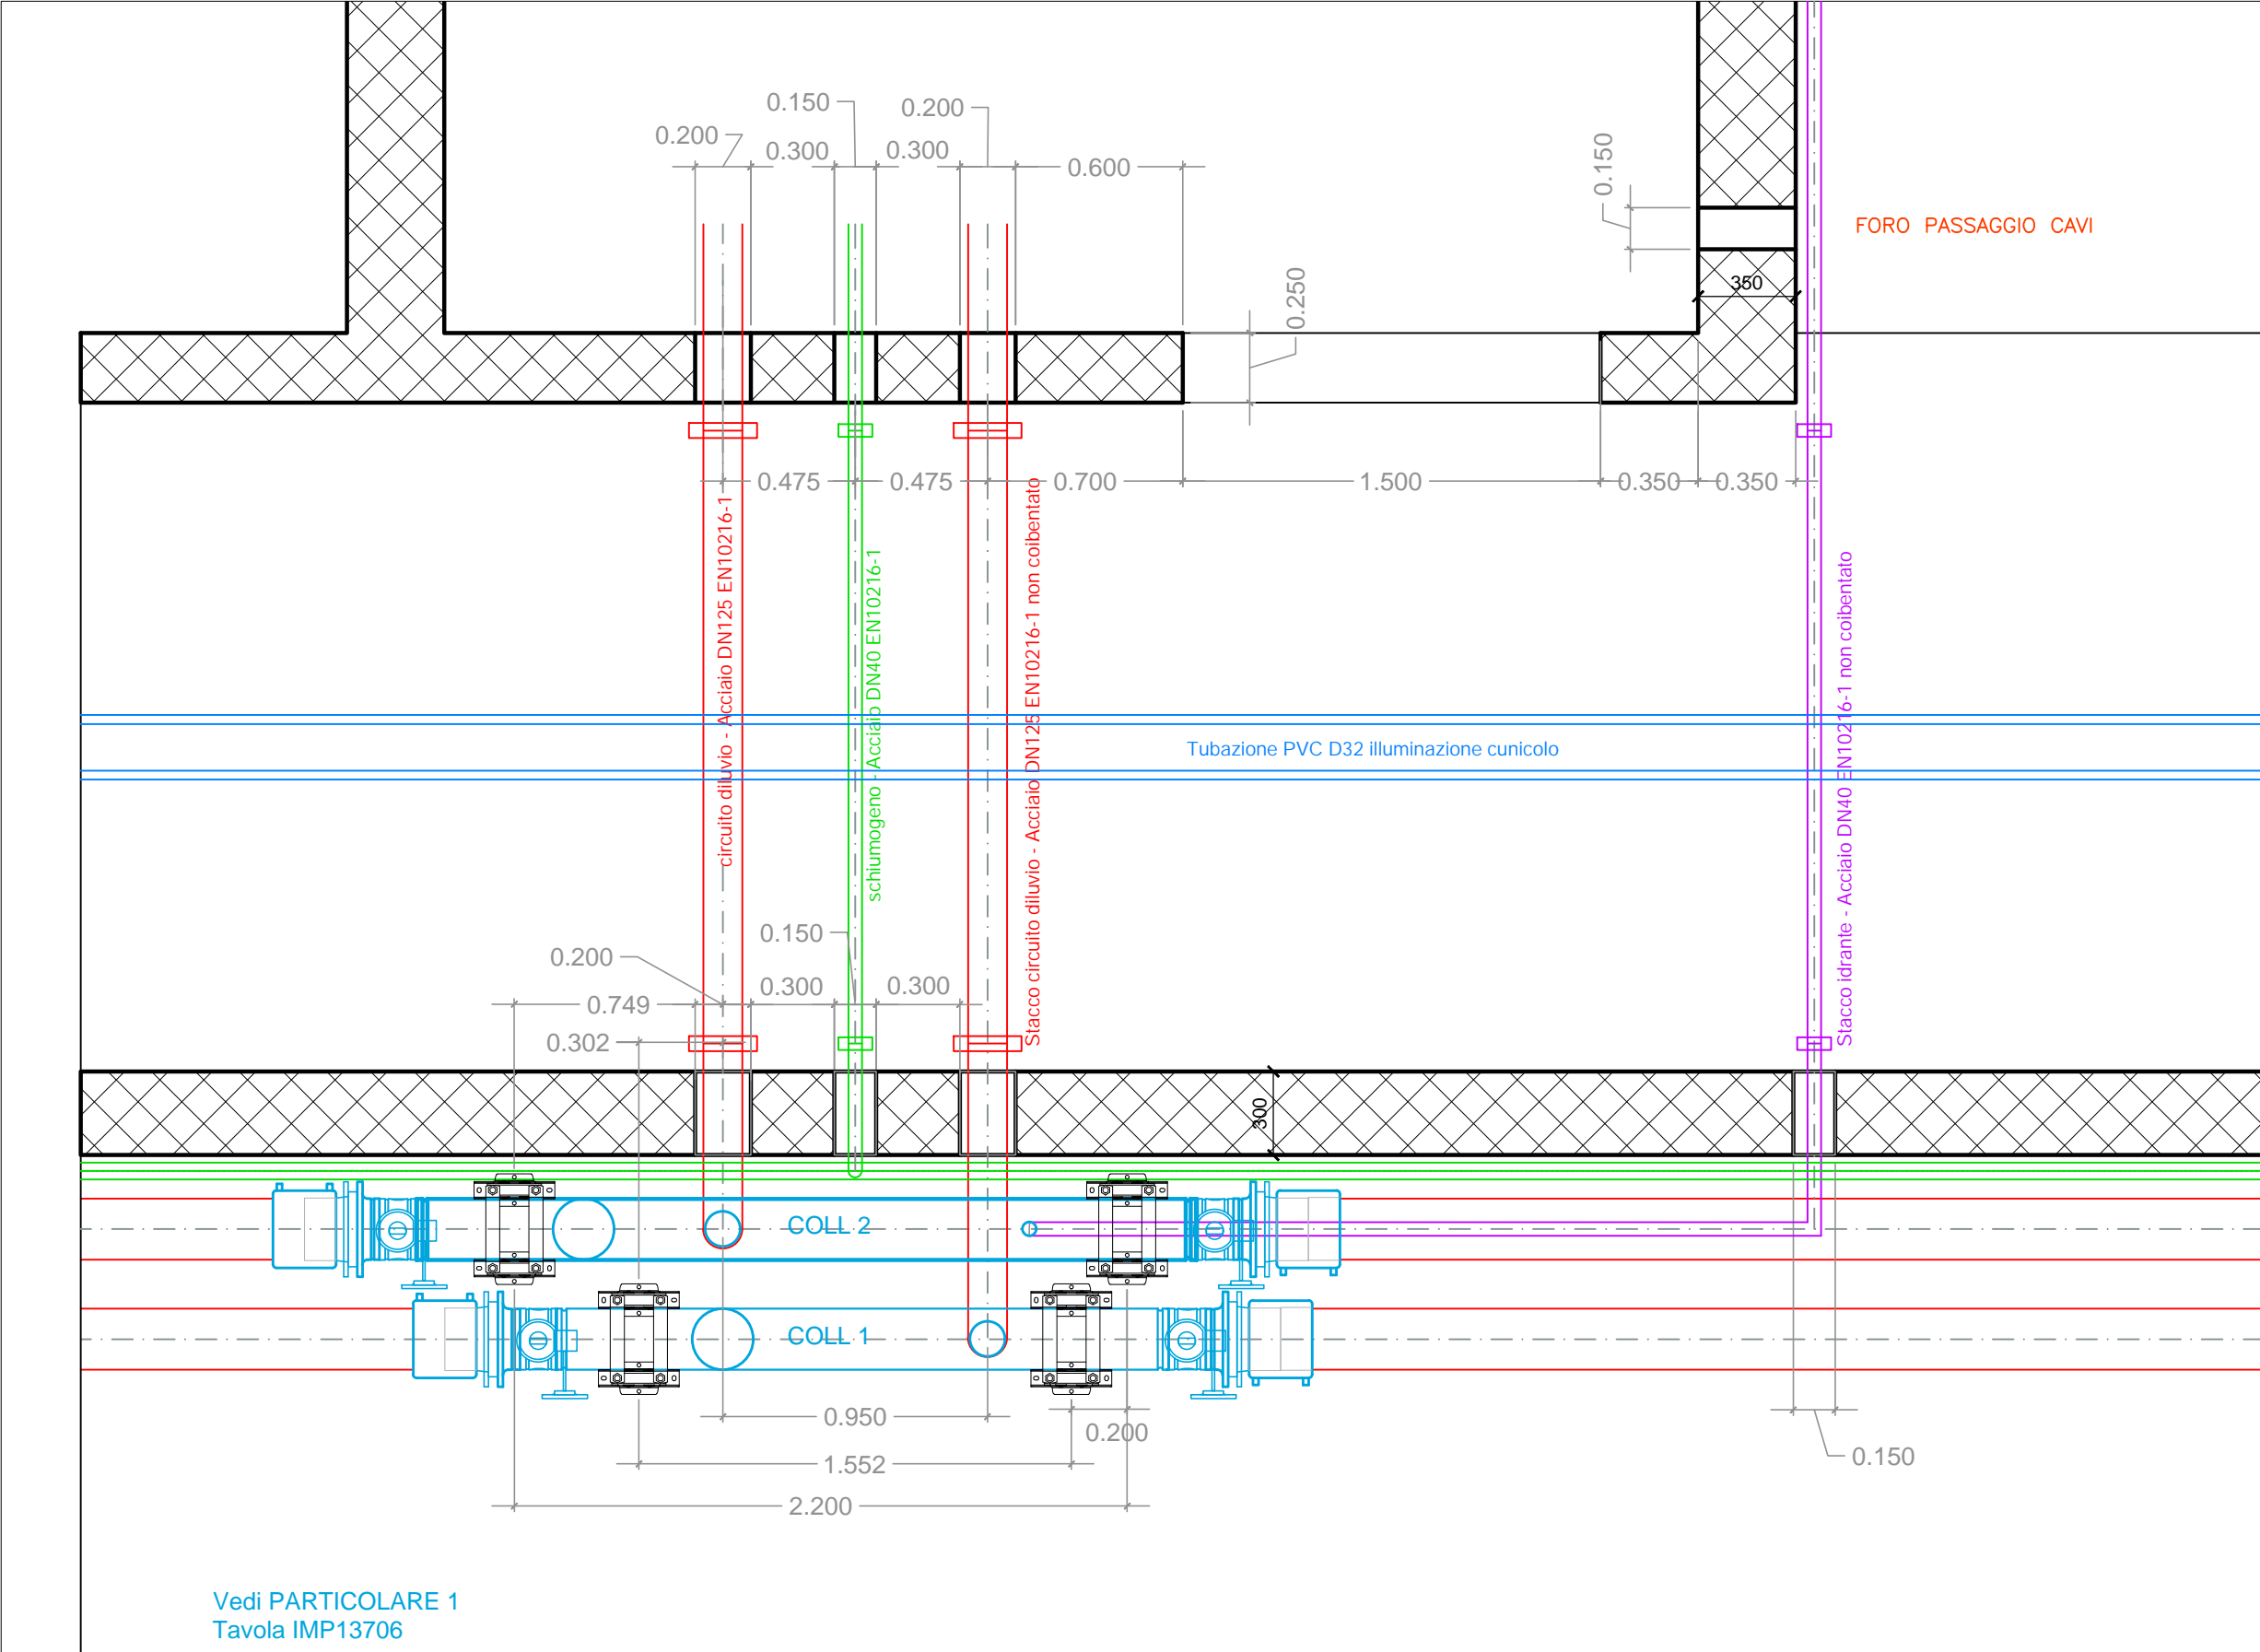 0.150
0.200
0.200
0.300
0.300
0.600
0.150
FORO PASSAGGIO CAVI
350
0.250
0.475
0.475
0.700
1.500
0.350
0.350
circuito diluvio - Acciaio DN125 EN10216-1
schiumogeno - Acciaio DN40 EN10216-1
Stacco circuito diluvio - Acciaio DN125 EN10216-1 non coibentato
Stacco idrante - Acciaio DN40 EN10216-1 non coibentato
Tubazione PVC D32 illuminazione cunicolo
0.150
0.200
0.300
0.300
0.749
0.302
300
COLL 2
COLL 1
0.950
0.200
0.150
1.552
2.200
Vedi PARTICOLARE 1
Tavola IMP13706